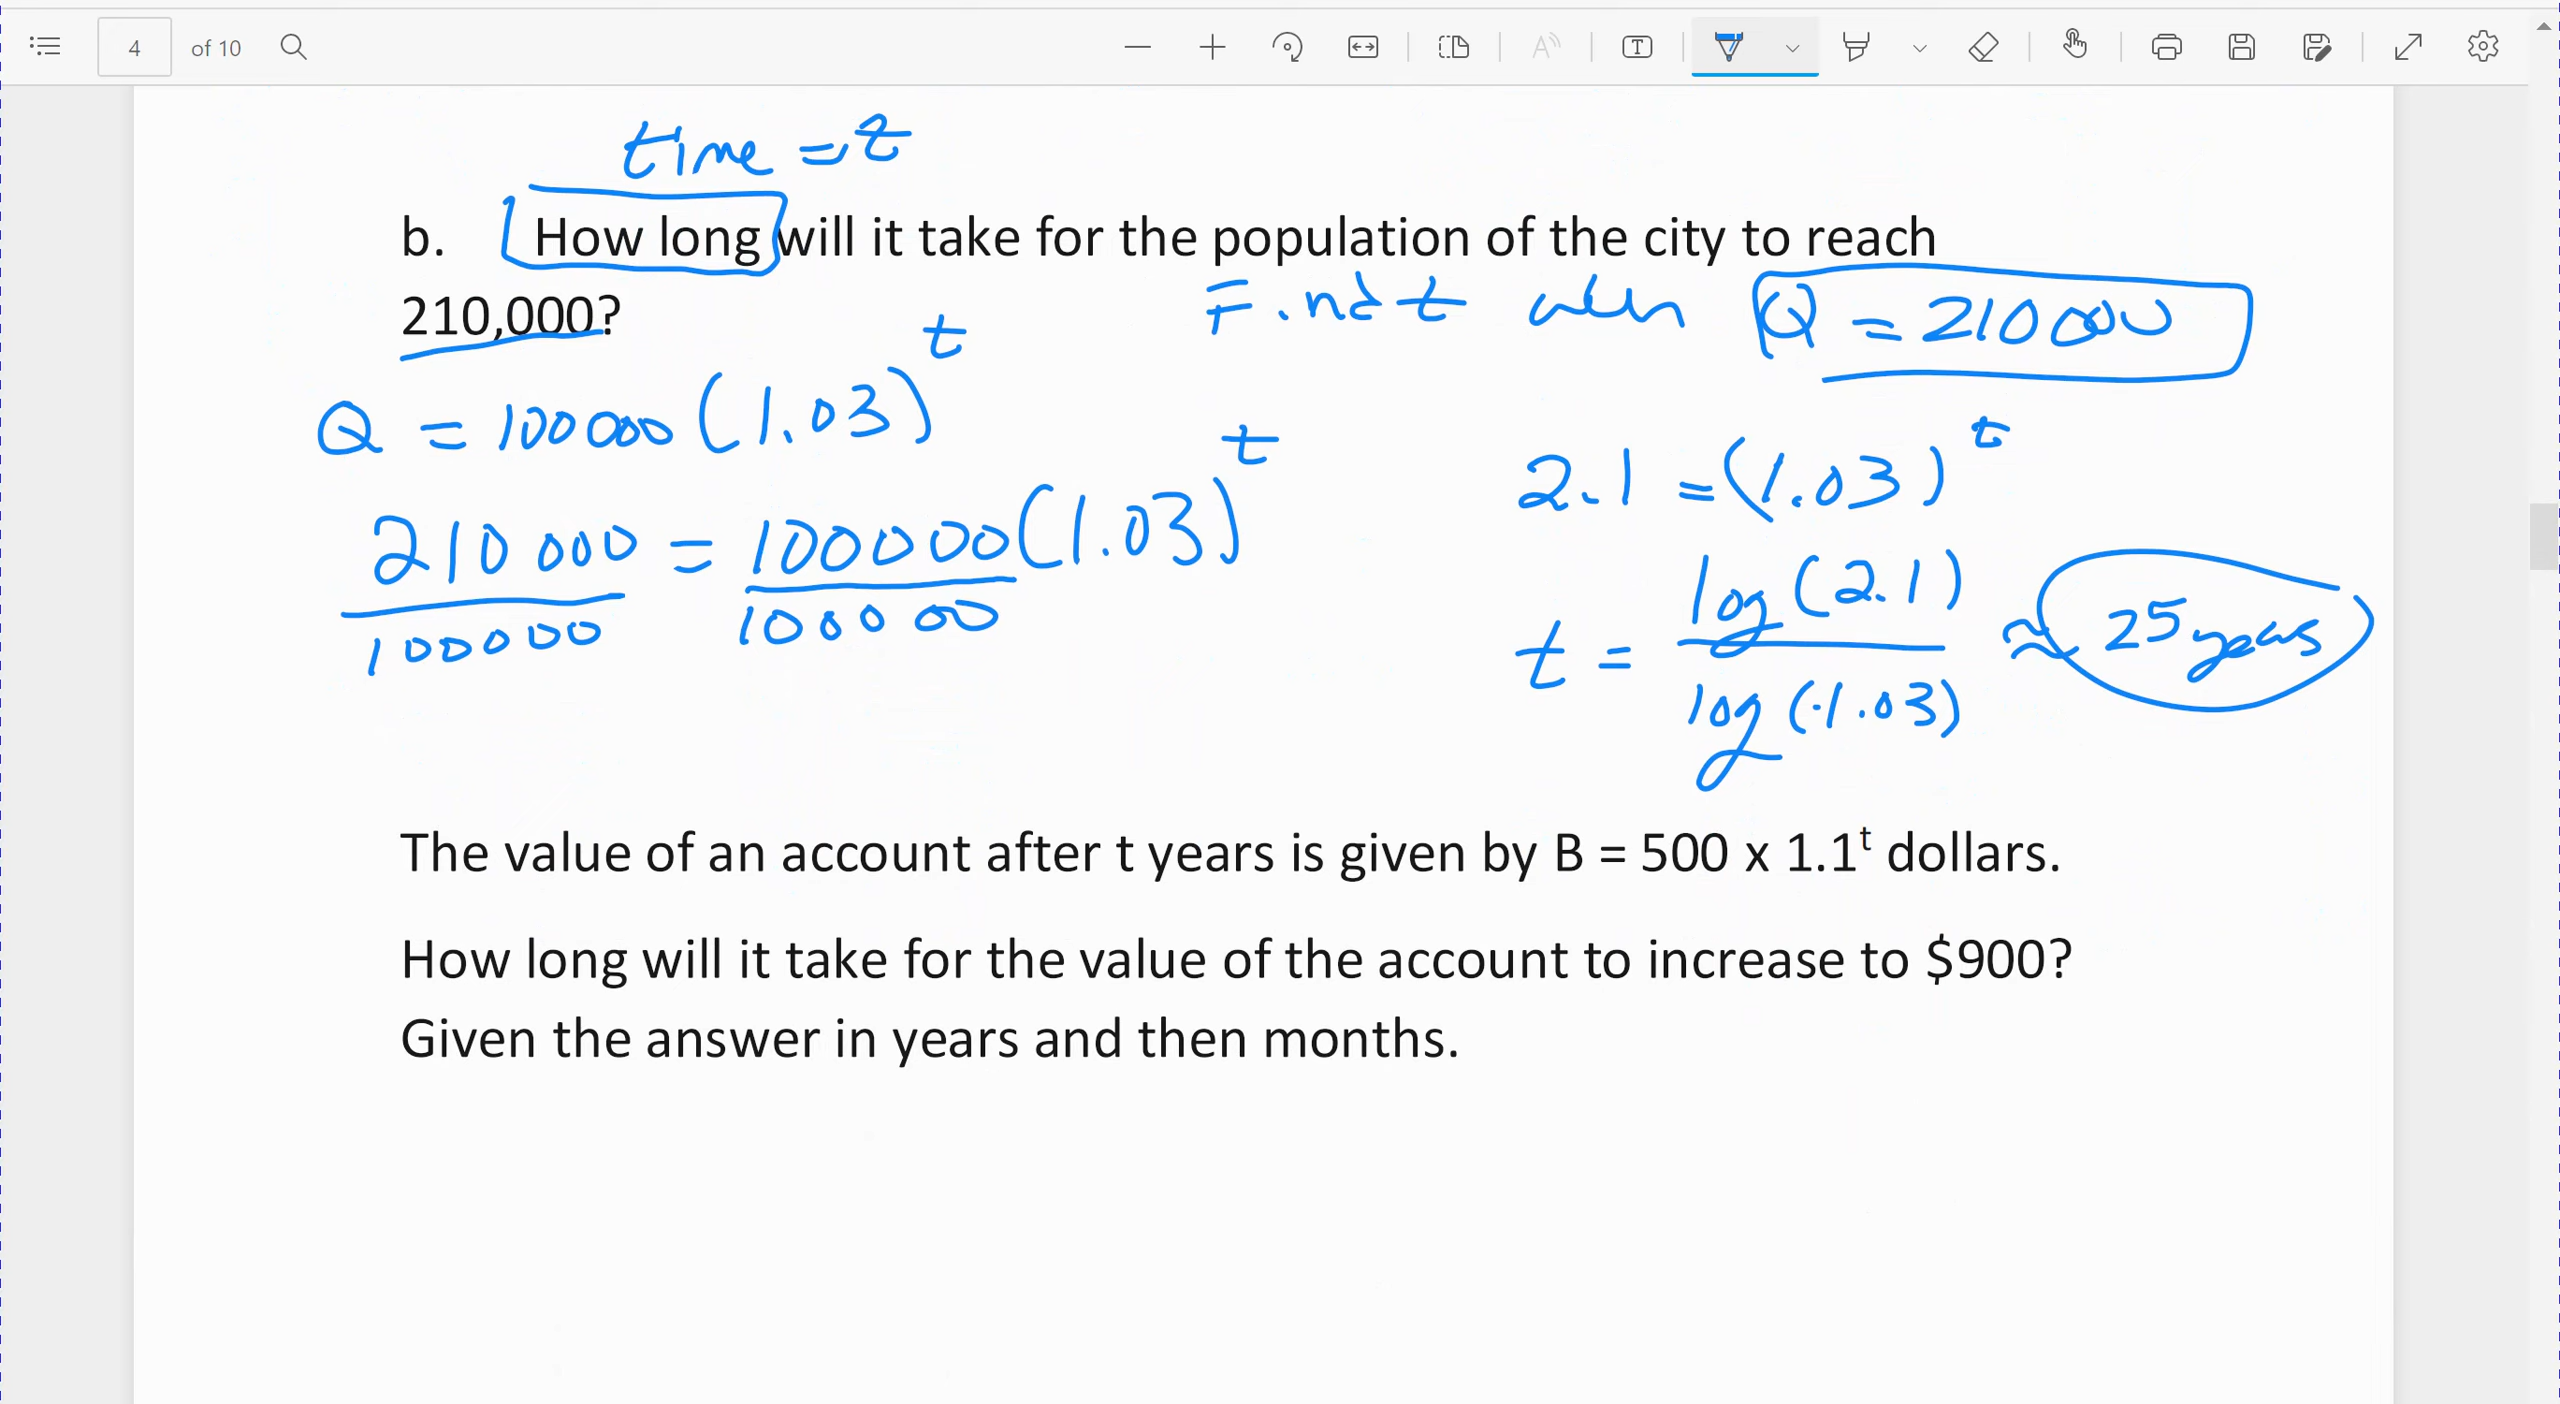 4 of 10
time = t
b. How long will it take for the population of the city to reach
210,000?
Find t when Q = 210000
Q = 100000 (1.03)^t
210 000 = 100000 (1.03)^t
100000 100000
2.1 = (1.03)^t
t = log (2.1) ≈ 25 years
log (1.03)
The value of an account after t years is given by B = 500 x 1.1^t dollars.
How long will it take for the value of the account to increase to $900?
Given the answer in years and then months.